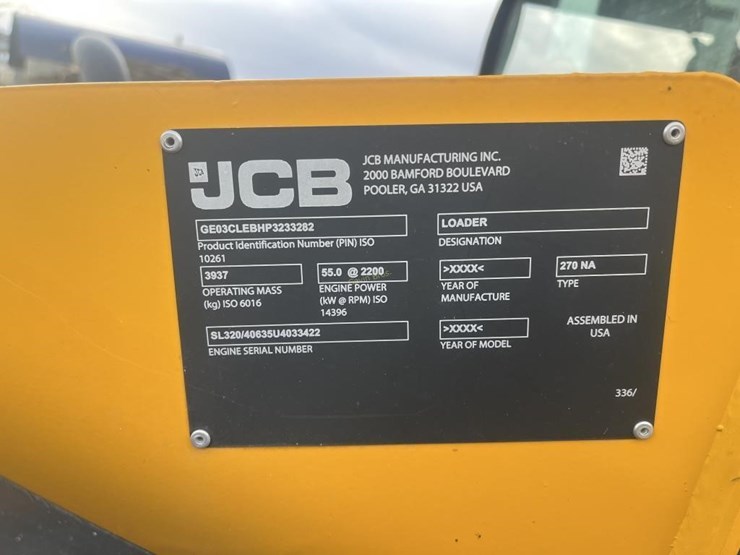 JCB
JCB MANUFACTURING INC.
2000 BAMFORD BOULEVARD
POOLER, GA 31322 USA
GE03CLEBHP3233282
Product Identification Number (PIN) ISO
10261
LOADER
DESIGNATION
3937
OPERATING MASS
(kg) ISO 6016
55.0 @ 2200
ENGINE POWER
(kW @ RPM) ISO
14396
>XXXX<
YEAR OF
MANUFACTURE
270 NA
TYPE
SL320/40635U4033422
ENGINE SERIAL NUMBER
>XXXX<
YEAR OF MODEL
ASSEMBLED IN
USA
336/